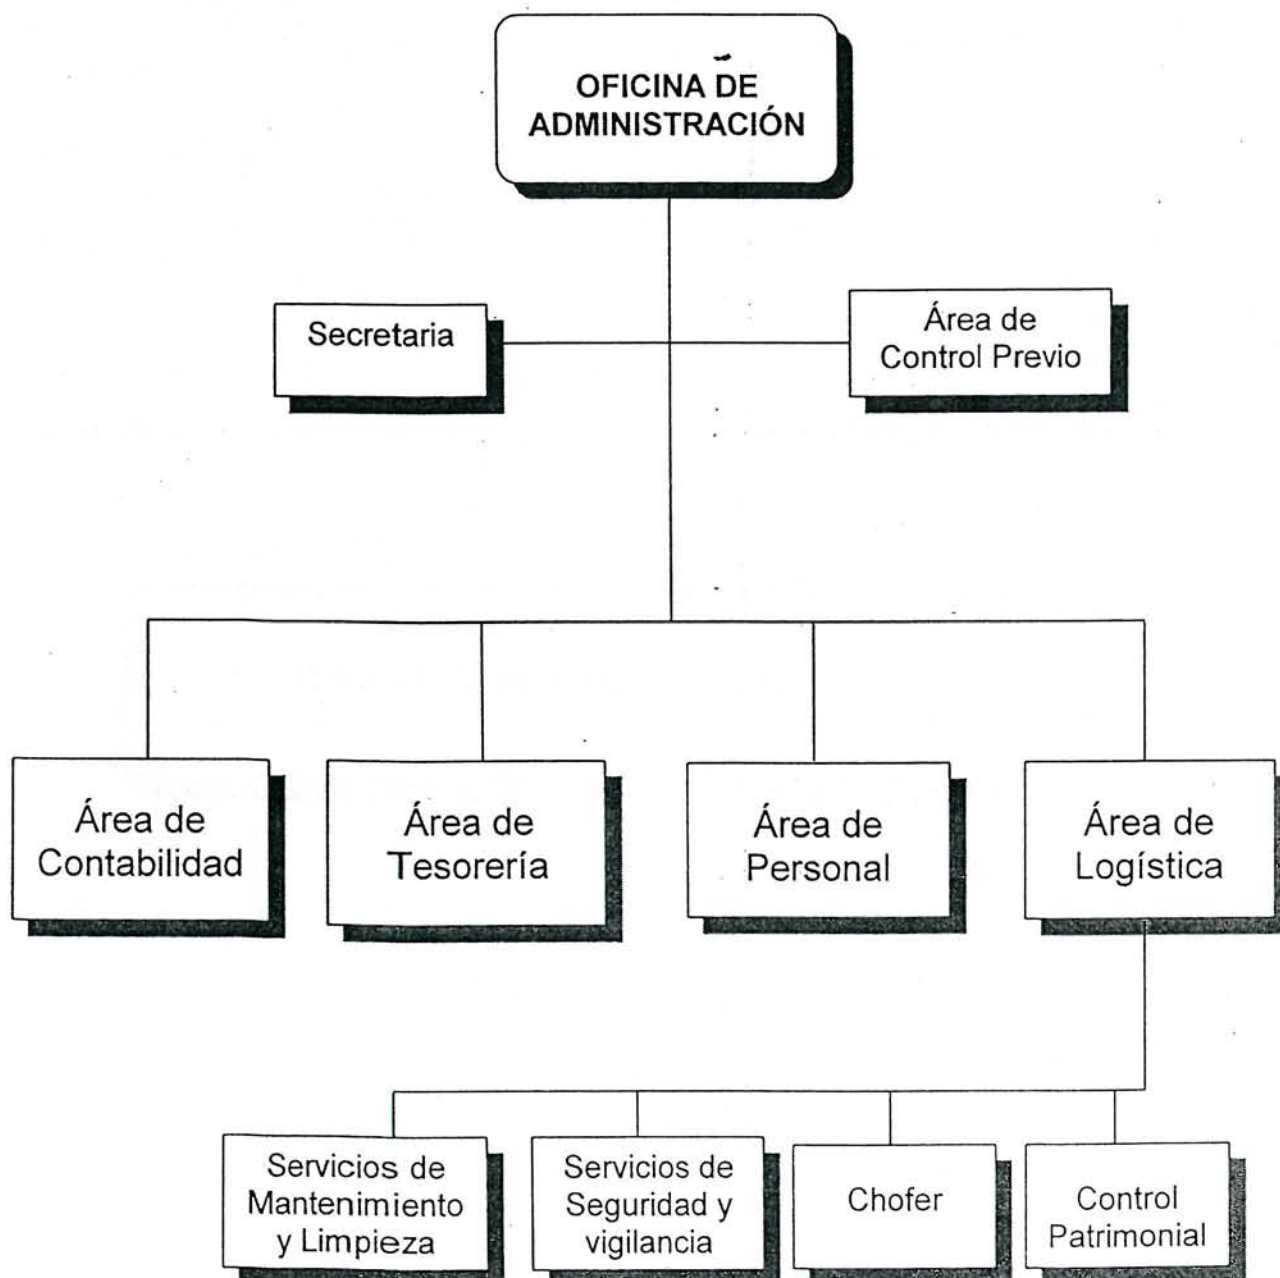 OFICINA DE
ADMINISTRACIÓN
Secretaria
Área de
Control Previo
Área de
Contabilidad
Área de
Tesorería
Área de
Personal
Área de
Logística
Servicios de
Mantenimiento
y Limpieza
Servicios de
Seguridad y
vigilancia
Chofer
Control
Patrimonial